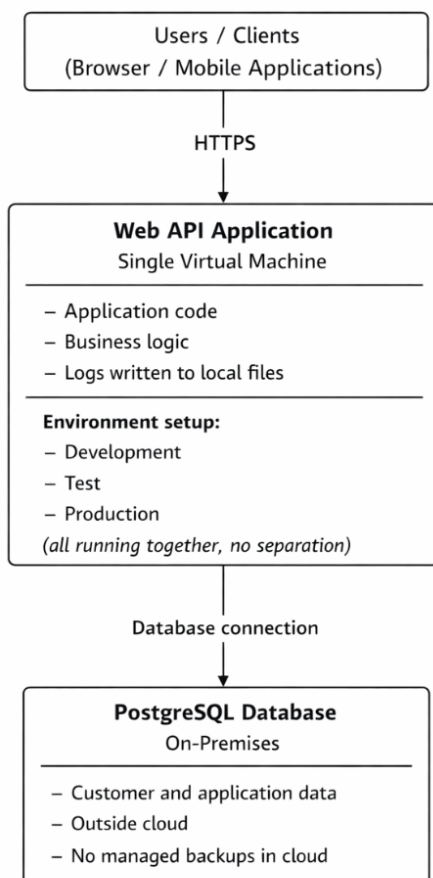 Users / Clients
(Browser / Mobile Applications)
HTTPS
Web API Application
Single Virtual Machine
– Application code
– Business logic
– Logs written to local files
Environment setup:
– Development
– Test
– Production
(all running together, no separation)
Database connection
PostgreSQL Database
On-Premises
– Customer and application data
– Outside cloud
– No managed backups in cloud